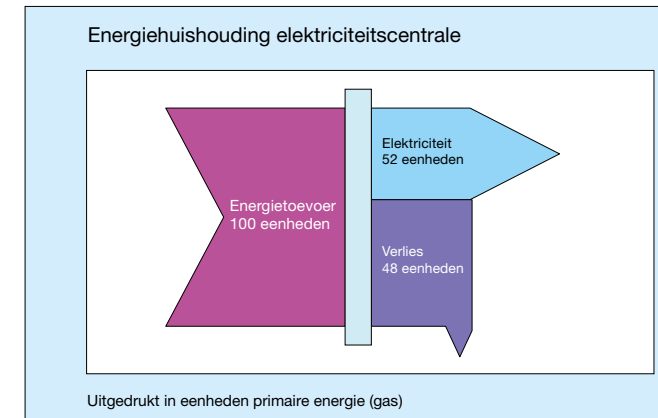 Energiehuishouding elektriciteitscentrale
Energietoevoer
100 eenheden
Elektriciteit
52 eenheden
Verlies
48 eenheden
Uitgedrukt in eenheden primaire energie (gas)